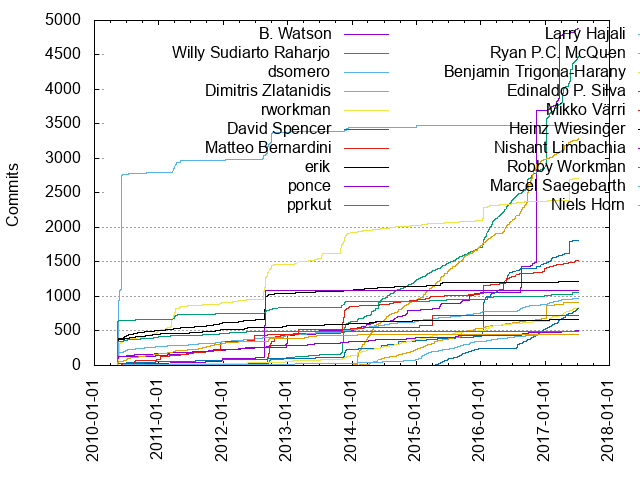 5000
4500
4000
3500
3000
2500
2000
1500
1000
500
0
Commits
B. Watson
Willy Sudiarto Raharjo
dsomero
Dimitris Zlatanidis
rworkman
David Spencer
Matteo Bernardini
erik
ponce
pprkut
Larry Hajali
Ryan P.C. McQuen
Benjamin Trigona-Harany
Edinaldo P. Silva
Mikko Värri
Heinz Wiesinger
Nishant Limbachia
Robby Workman
Marcel Saegebarth
Niels Horn
2010-01-01
2011-01-01
2012-01-01
2013-01-01
2014-01-01
2015-01-01
2016-01-01
2017-01-01
2018-01-01